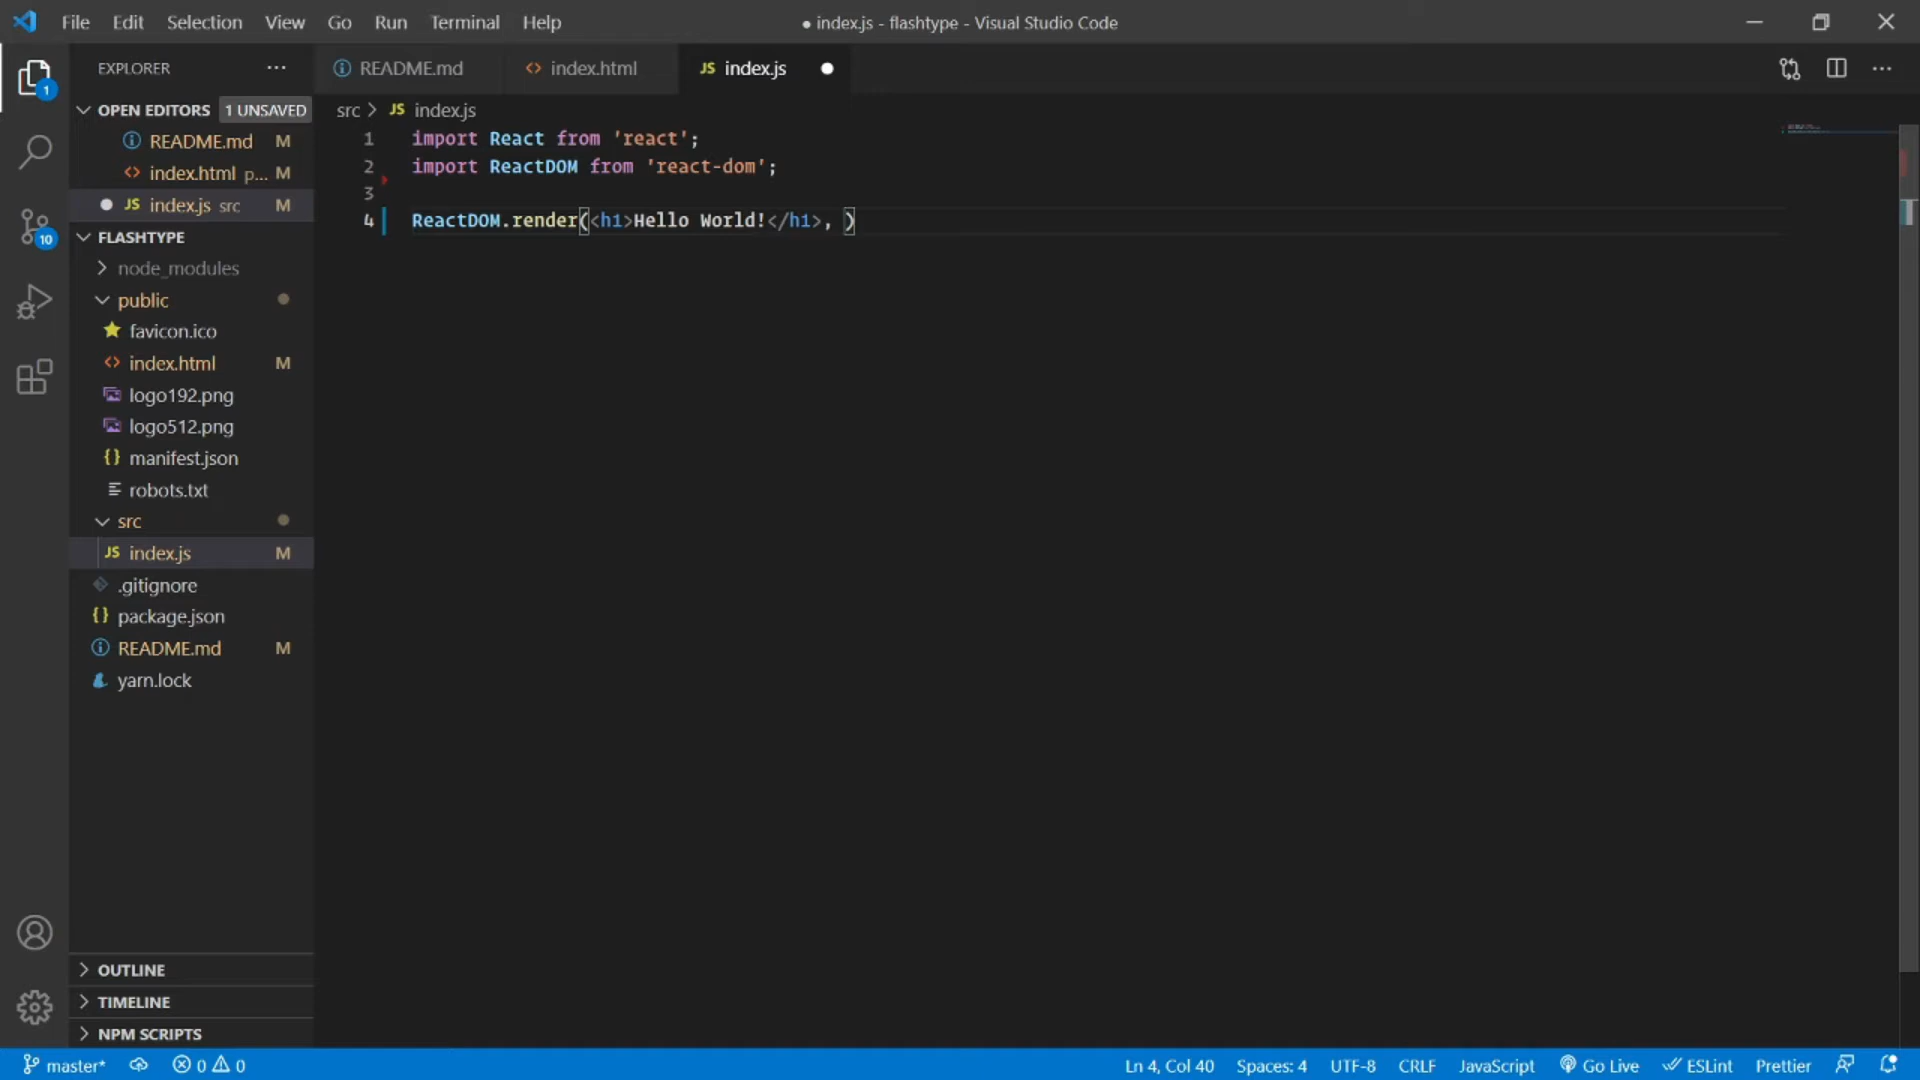 File Edit Selection View Go Run Terminal Help
● index.js - flashtype - Visual Studio Code
EXPLORER ···
README.md
index.html
JS index.js ●
1
OPEN EDITORS 1 UNSAVED
README.md M
index.html p... M
● JS index.js src M
10
FLASHTYPE
node_modules
public
favicon.ico
index.html M
logo192.png
logo512.png
{} manifest.json
robots.txt
src
JS index.js M
.gitignore
{} package.json
README.md M
yarn.lock
OUTLINE
TIMELINE
NPM SCRIPTS
src > JS index.js
1 import React from 'react';
2 import ReactDOM from 'react-dom';
3
4 ReactDOM.render(<h1>Hello World!</h1>, )
master* 0 0
Ln 4, Col 40 Spaces: 4 UTF-8 CRLF JavaScript Go Live ESLint Prettier